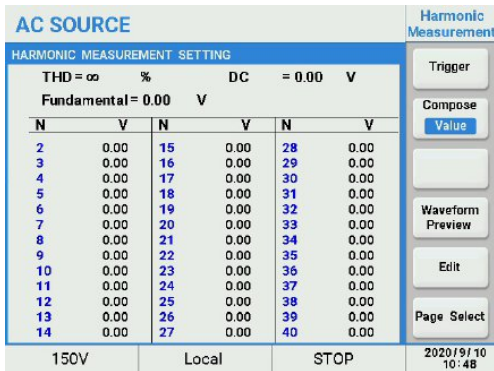 AC SOURCE
Harmonic
Measurement
HARMONIC MEASUREMENT SETTING
THD = ∞ % DC = 0.00 V
Fundamental = 0.00 V
N V N V N V
2 0.00 15 0.00 28 0.00
3 0.00 16 0.00 29 0.00
4 0.00 17 0.00 30 0.00
5 0.00 18 0.00 31 0.00
6 0.00 19 0.00 32 0.00
7 0.00 20 0.00 33 0.00
8 0.00 21 0.00 34 0.00
9 0.00 22 0.00 35 0.00
10 0.00 23 0.00 36 0.00
11 0.00 24 0.00 37 0.00
12 0.00 25 0.00 38 0.00
13 0.00 26 0.00 39 0.00
14 0.00 27 0.00 40 0.00
Trigger
Compose
Value
Waveform
Preview
Edit
Page Select
150V Local STOP
2020/9/10
10:48